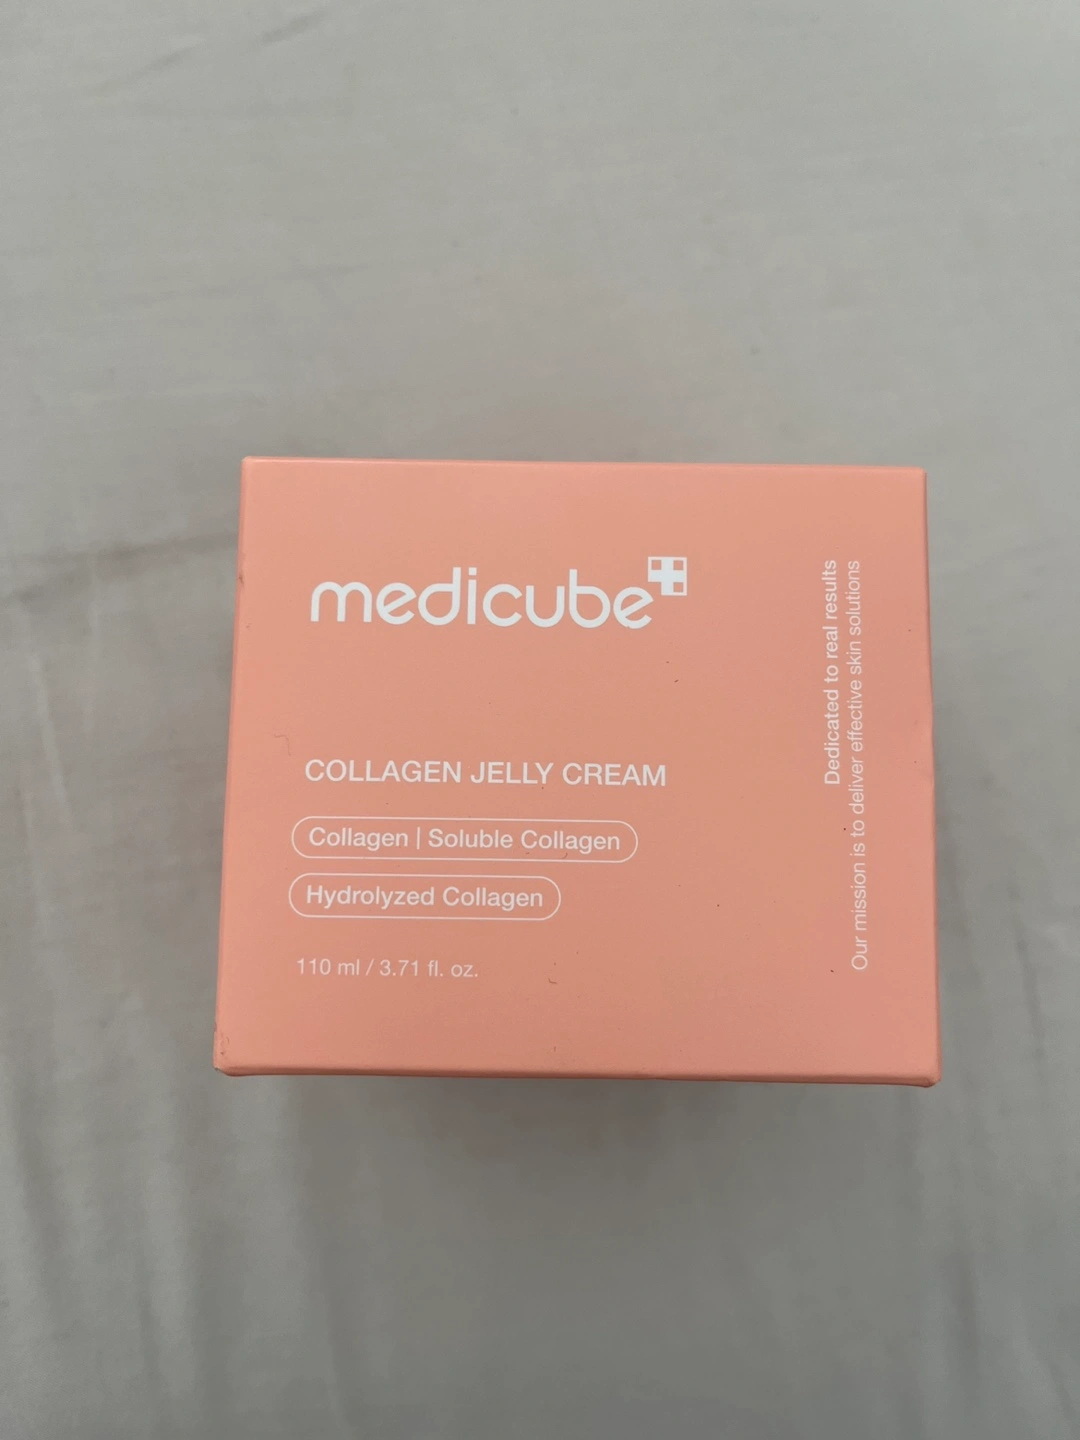 medicube
COLLAGEN JELLY CREAM
Collagen | Soluble Collagen
Hydrolyzed Collagen
110 ml / 3.71 fl. oz.
Dedicated to real results
Our mission is to deliver effective skin solutions